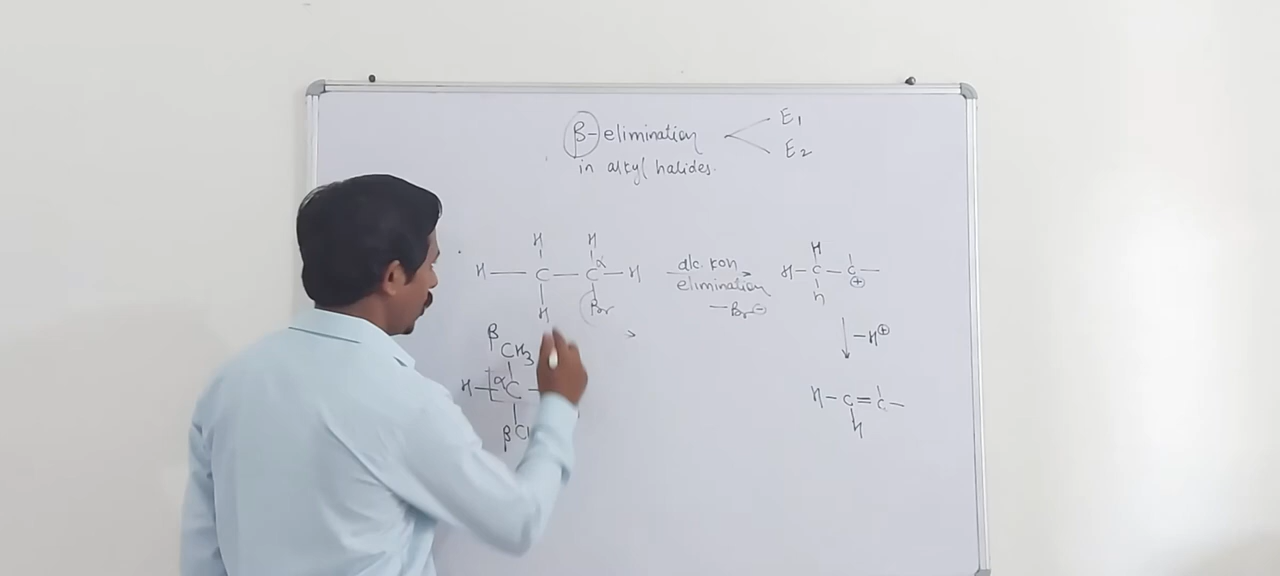 β-elimination
E1
E2
in alkyl halides.
H H
H — C — C α — H
H Br
alc. KOH
elimination
— Br ⊖
H
H — C — C —
h ⊕
— H ⊕
β
CH3
H — α C —
β
H — C = C —
H